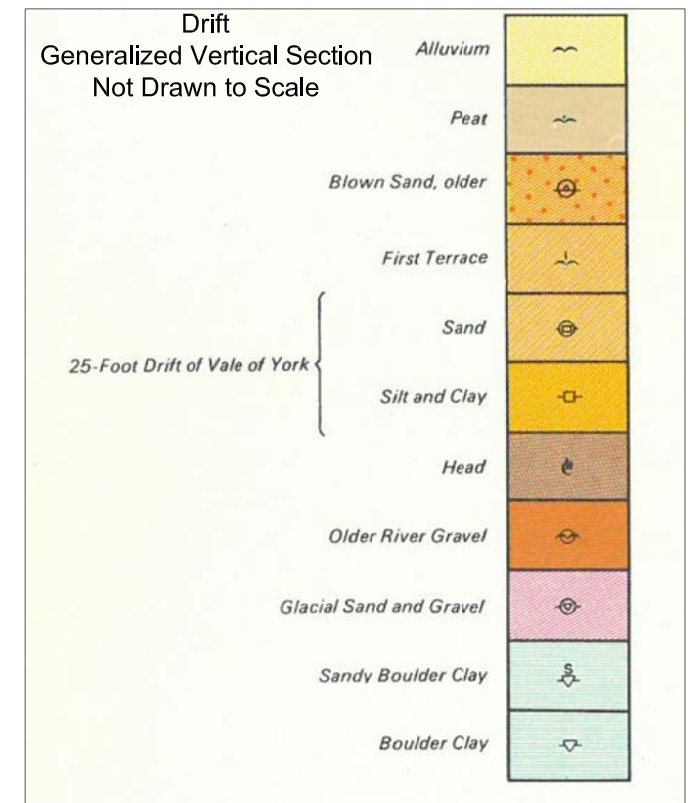 Drift
Generalized Vertical Section
Not Drawn to Scale
Alluvium
Peat
Blown Sand, older
First Terrace
Sand
25-Foot Drift of Vale of York
Silt and Clay
Head
Older River Gravel
Glacial Sand and Gravel
Sandy Boulder Clay
S
Boulder Clay